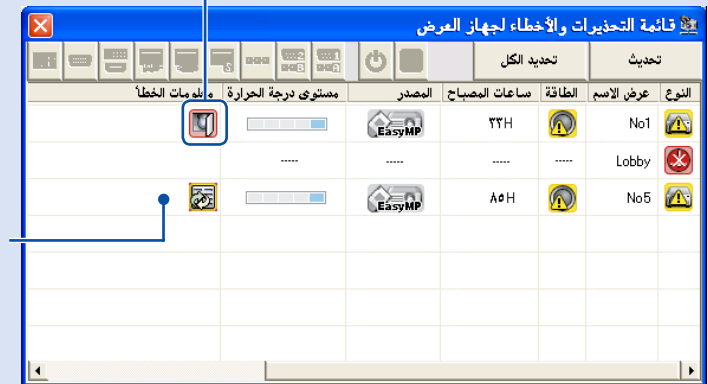 قائمة التحذيرات والأخطاء لجهاز العرض
تحديث تحديد الكل
النوع عرض الاسم الطاقة ساعات المصباح المصدر مستوى درجة الحرارة معلومات الخطأ
No1 ٣٣H EasyMP
Lobby ----- ----- ----- -----
No5 ٨٥H EasyMP